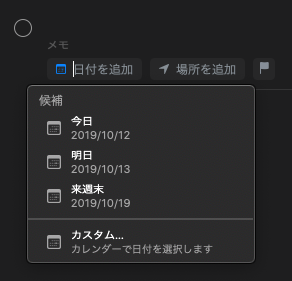 メモ
日付を追加
場所を追加
候補
今日
2019/10/12
明日
2019/10/13
来週末
2019/10/19
カスタム...
カレンダーで日付を選択します